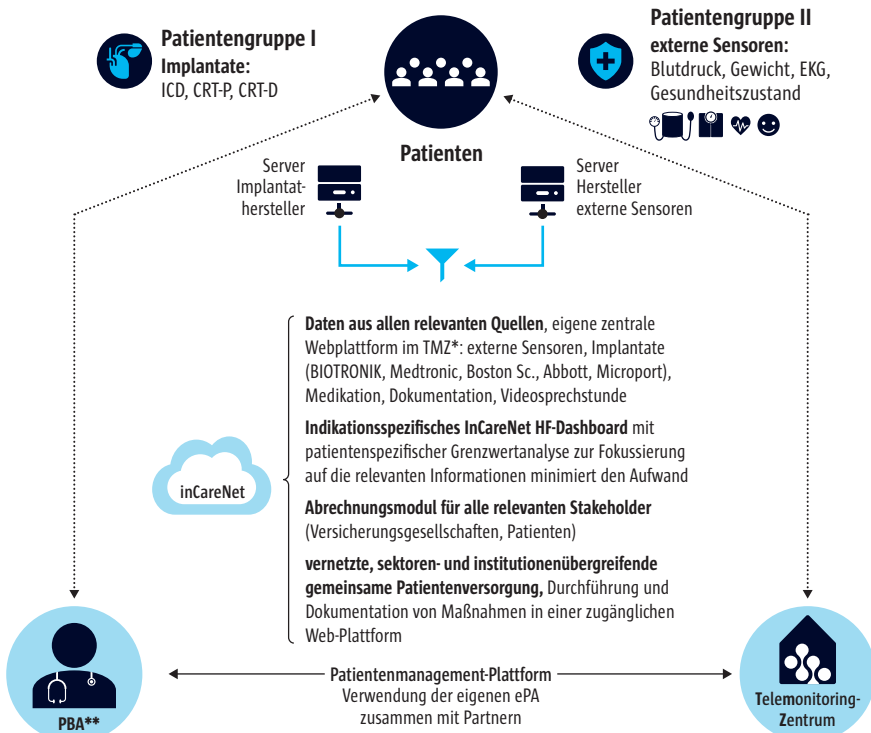 Patientengruppe I
Implantate:
ICD, CRT-P, CRT-D
Patientengruppe II
externe Sensoren:
Blutdruck, Gewicht, EKG,
Gesundheitszustand
Patienten
Server
Implantat-
hersteller
Server
Hersteller
externe Sensoren
Daten aus allen relevanten Quellen, eigene zentrale
Webplattform im TMZ*: externe Sensoren, Implantate
(BIOTRONIK, Medtronic, Boston Sc., Abbott, Microport),
Medikation, Dokumentation, Videosprechstunde
Indikationsspezifisches InCareNet HF-Dashboard mit
patientenspezifischer Grenzwertanalyse zur Fokussierung
auf die relevanten Informationen minimiert den Aufwand
inCareNet
Abrechnungsmodul für alle relevanten Stakeholder
(Versicherungsgesellschaften, Patienten)
vernetzte, sektoren- und institutionenübergreifende
gemeinsame Patientenversorgung, Durchführung und
Dokumentation von Maßnahmen in einer zugänglichen
Web-Plattform
PBA**
Patientenmanagement-Plattform
Verwendung der eigenen ePA
zusammen mit Partnern
Telemonitoring-
Zentrum